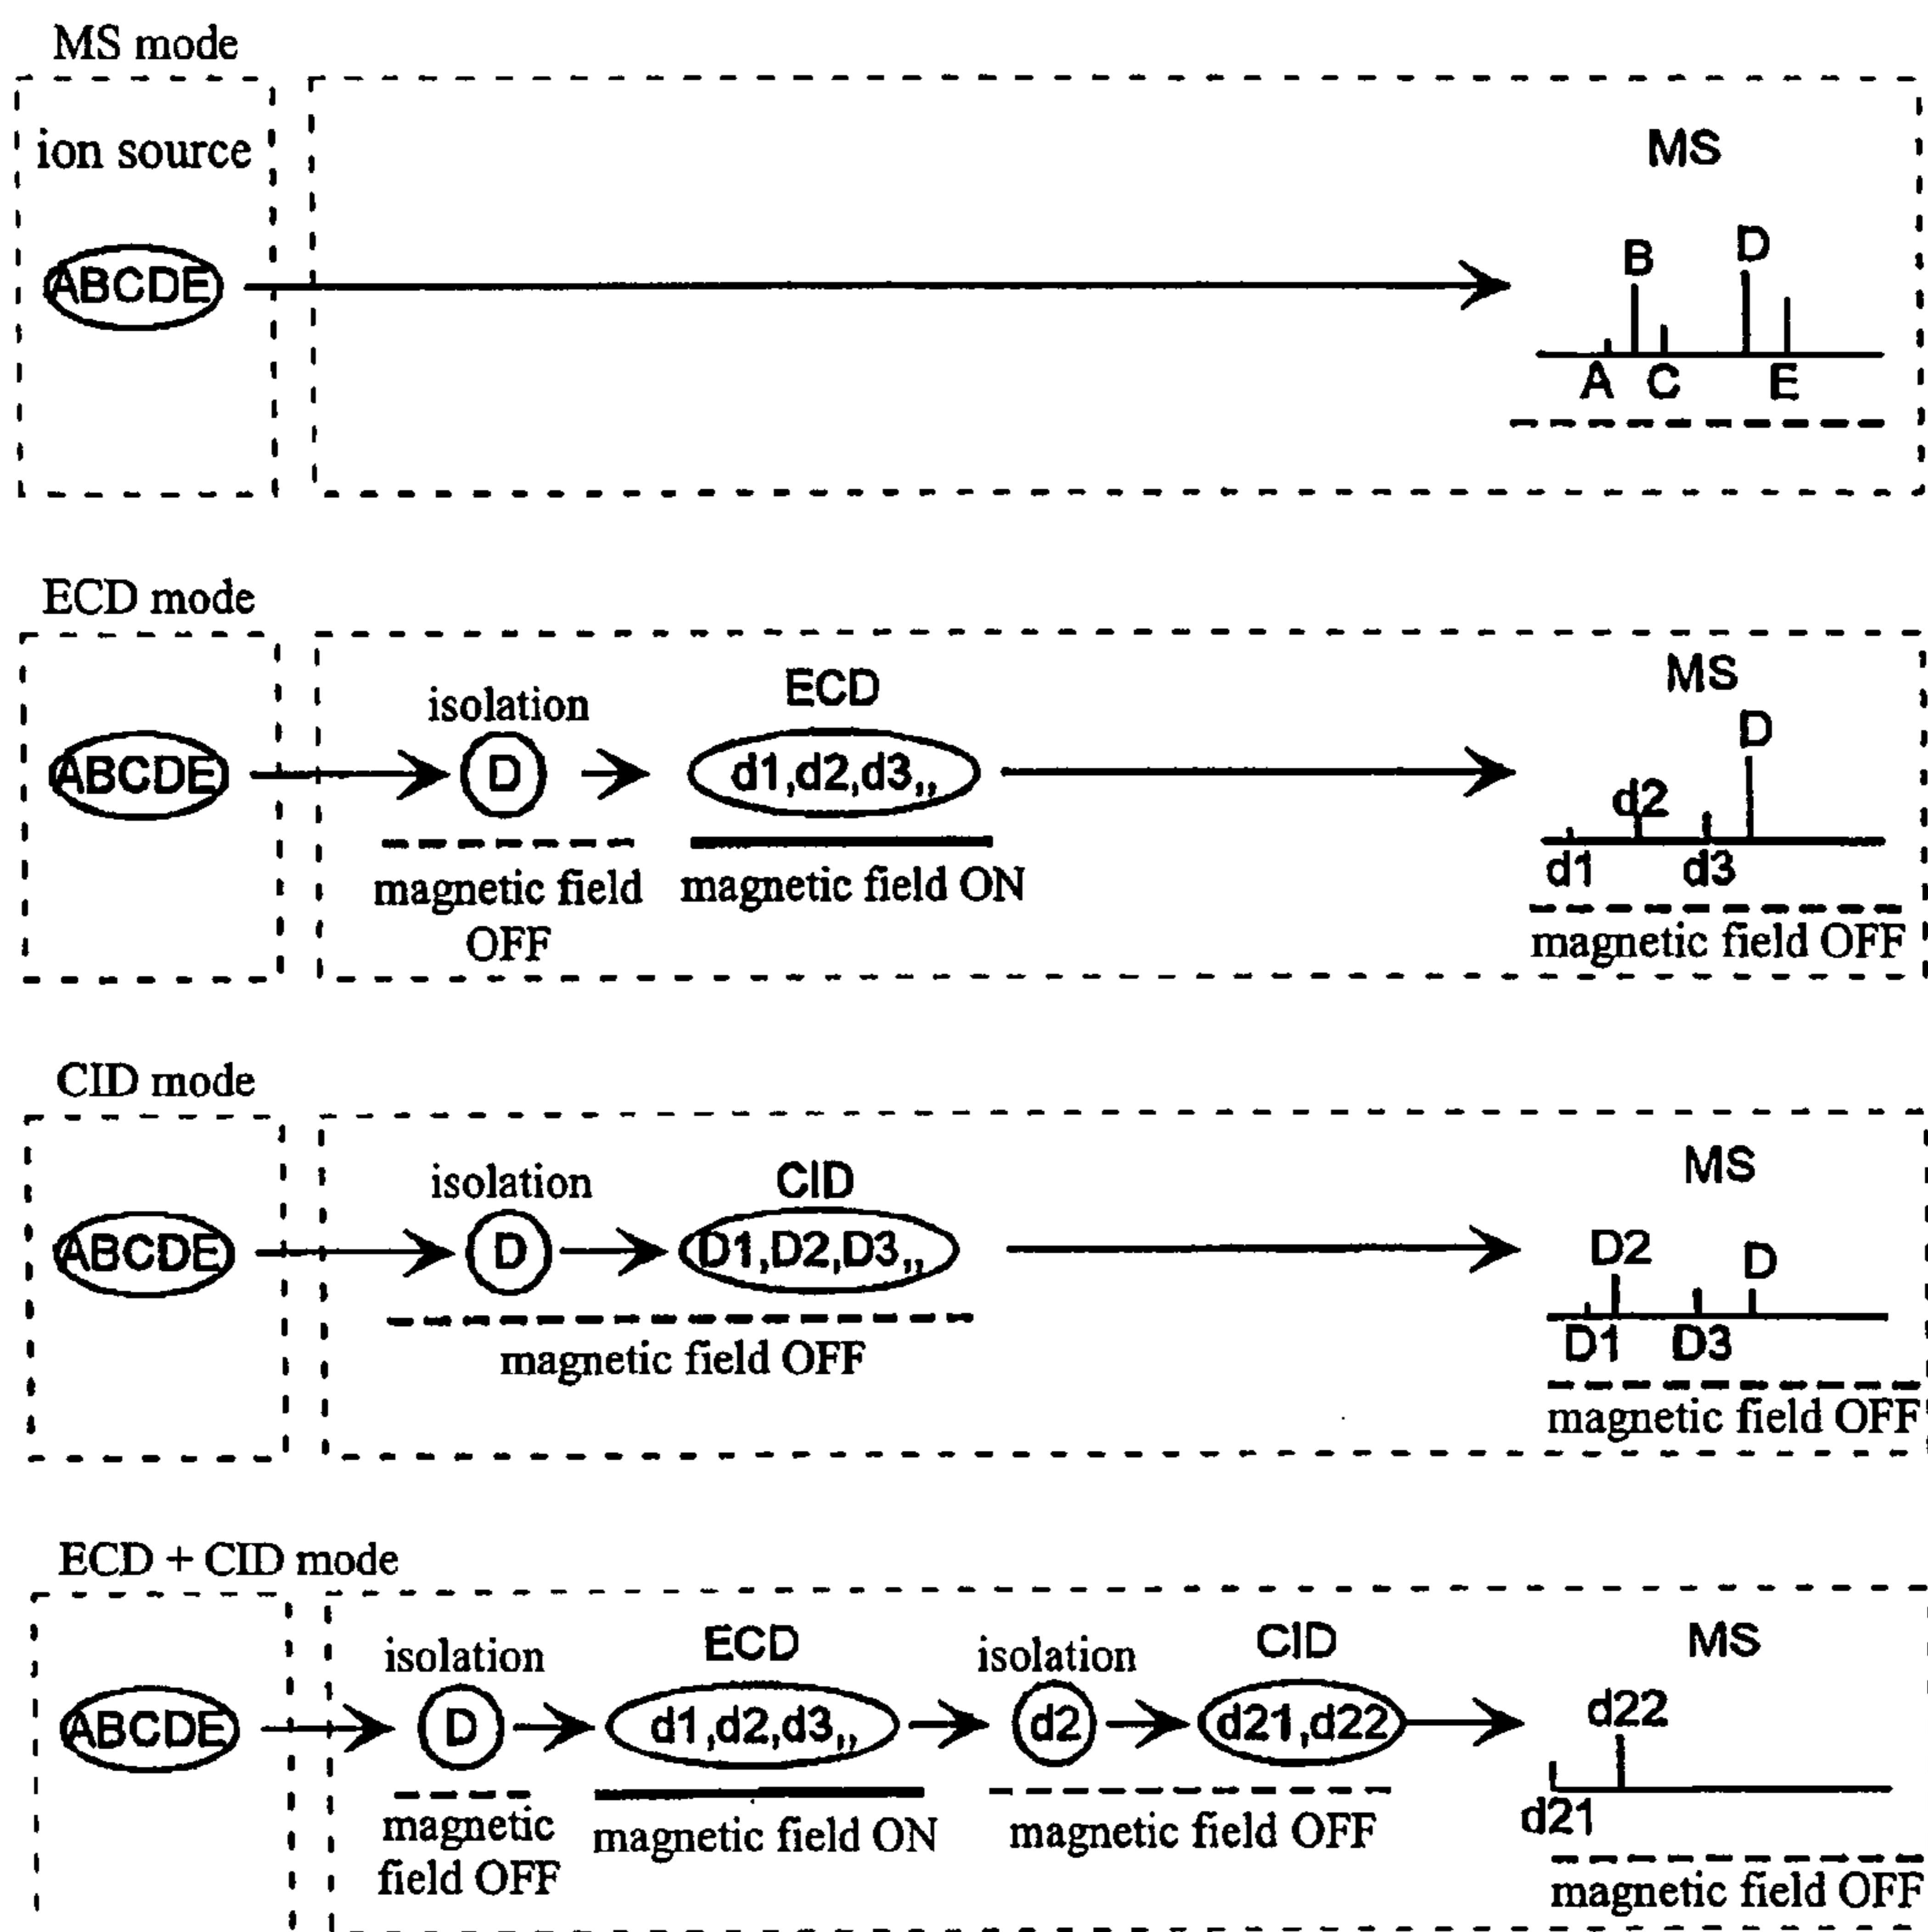 MS mode
ion source
MS
ABCDE
B
D
A
C
E
ECD mode
isolation
ECD
MS
ABCDE
D
d1,d2,d3,,
D
d2
d1
d3
magnetic field
OFF
magnetic field ON
magnetic field OFF
CID mode
isolation
CID
MS
ABCDE
D
D1,D2,D3,,
D2
D
D1
D3
magnetic field OFF
magnetic field OFF
ECD + CID mode
isolation
ECD
isolation
CID
MS
ABCDE
D
d1,d2,d3,,
d2
d21,d22
d22
d21
magnetic
field OFF
magnetic field ON
magnetic field OFF
magnetic field OFF